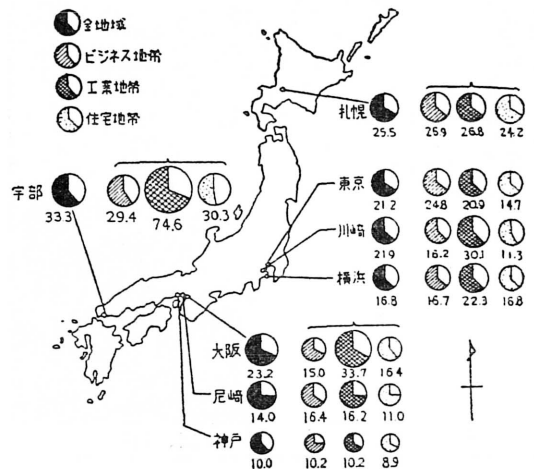 全地域
ビジネス地帯
工業地帯
住宅地帯
札幌
25.5 26.9 26.8 24.2
宇部
33.3 29.4 74.6 30.3
東京
21.2 24.8 20.9 14.7
川崎
21.9 16.2 30.1 11.3
横浜
16.8 16.7 22.3 16.8
大阪
23.2 15.0 33.7 16.4
尼崎
14.0 16.4 16.2 11.0
神戸
10.0 10.2 10.2 8.9